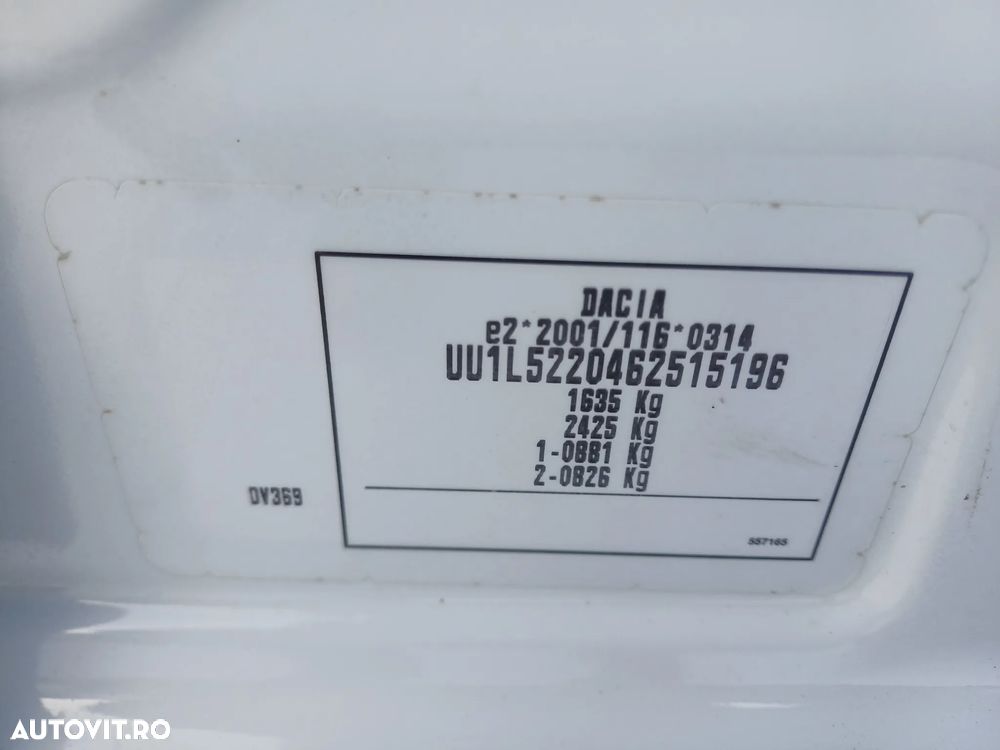 DACIA
e2*2001/116*0314
UU1L5220462515196
1635 Kg
2425 Kg
1-0881 Kg
2-0826 Kg
DV369
557165
AUTOVIT.RO